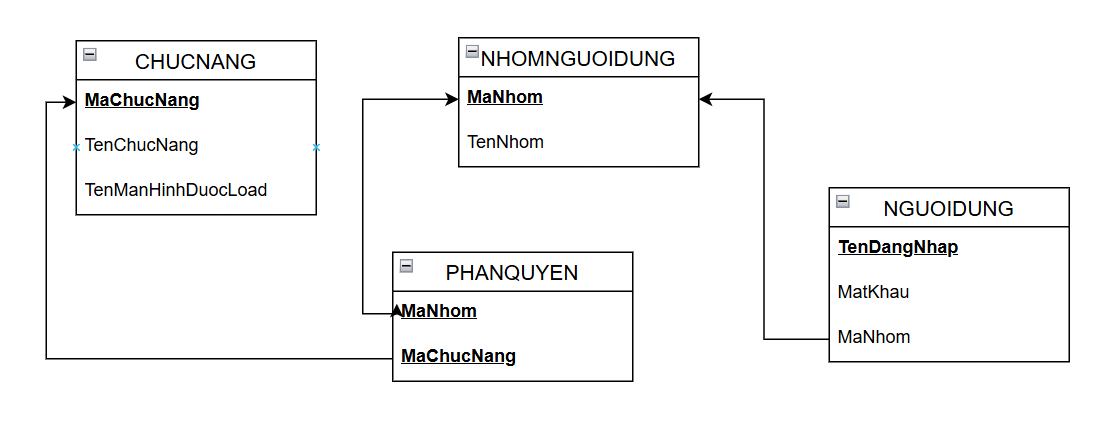 CHUCNANG
MaChucNang
TenChucNang
TenManHinhDuocLoad
NHOMNGUOIDUNG
MaNhom
TenNhom
PHANQUYEN
MaNhom
MaChucNang
NGUOIDUNG
TenDangNhap
MatKhau
MaNhom